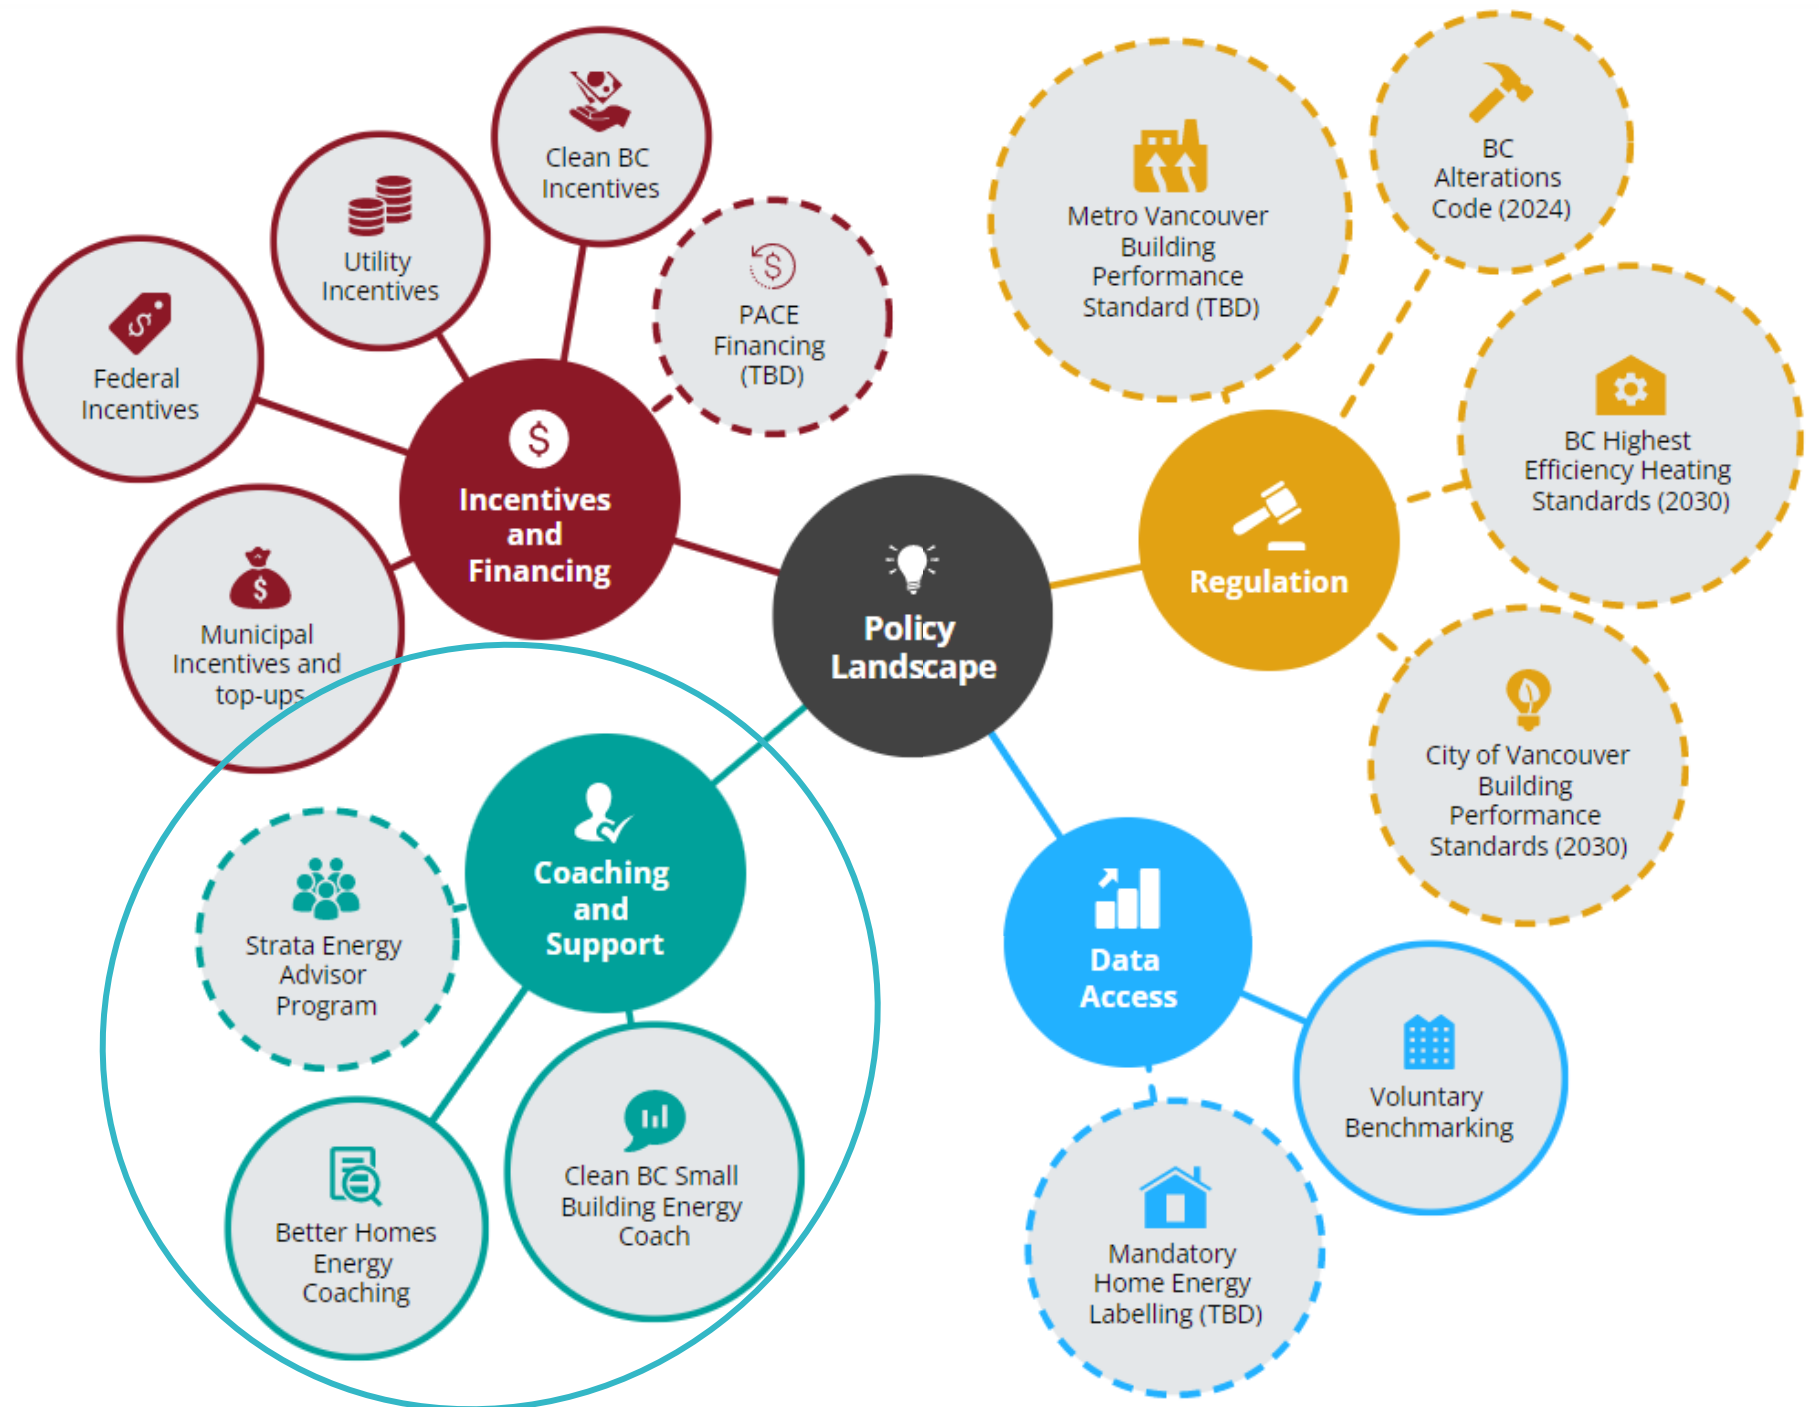 Clean BC
Incentives
Utility
Incentives
Federal
Incentives
PACE
Financing
(TBD)
Municipal
Incentives and
top-ups
$
Incentives
and
Financing
Policy
Landscape
Metro Vancouver
Building
Performance
Standard (TBD)
BC
Alterations
Code (2024)
BC Highest
Efficiency Heating
Standards (2030)
City of Vancouver
Building
Performance
Standards (2030)
Regulation
Coaching
and
Support
Strata Energy
Advisor
Program
Better Homes
Energy
Coaching
Clean BC Small
Building Energy
Coach
Data
Access
Voluntary
Benchmarking
Mandatory
Home Energy
Labelling (TBD)